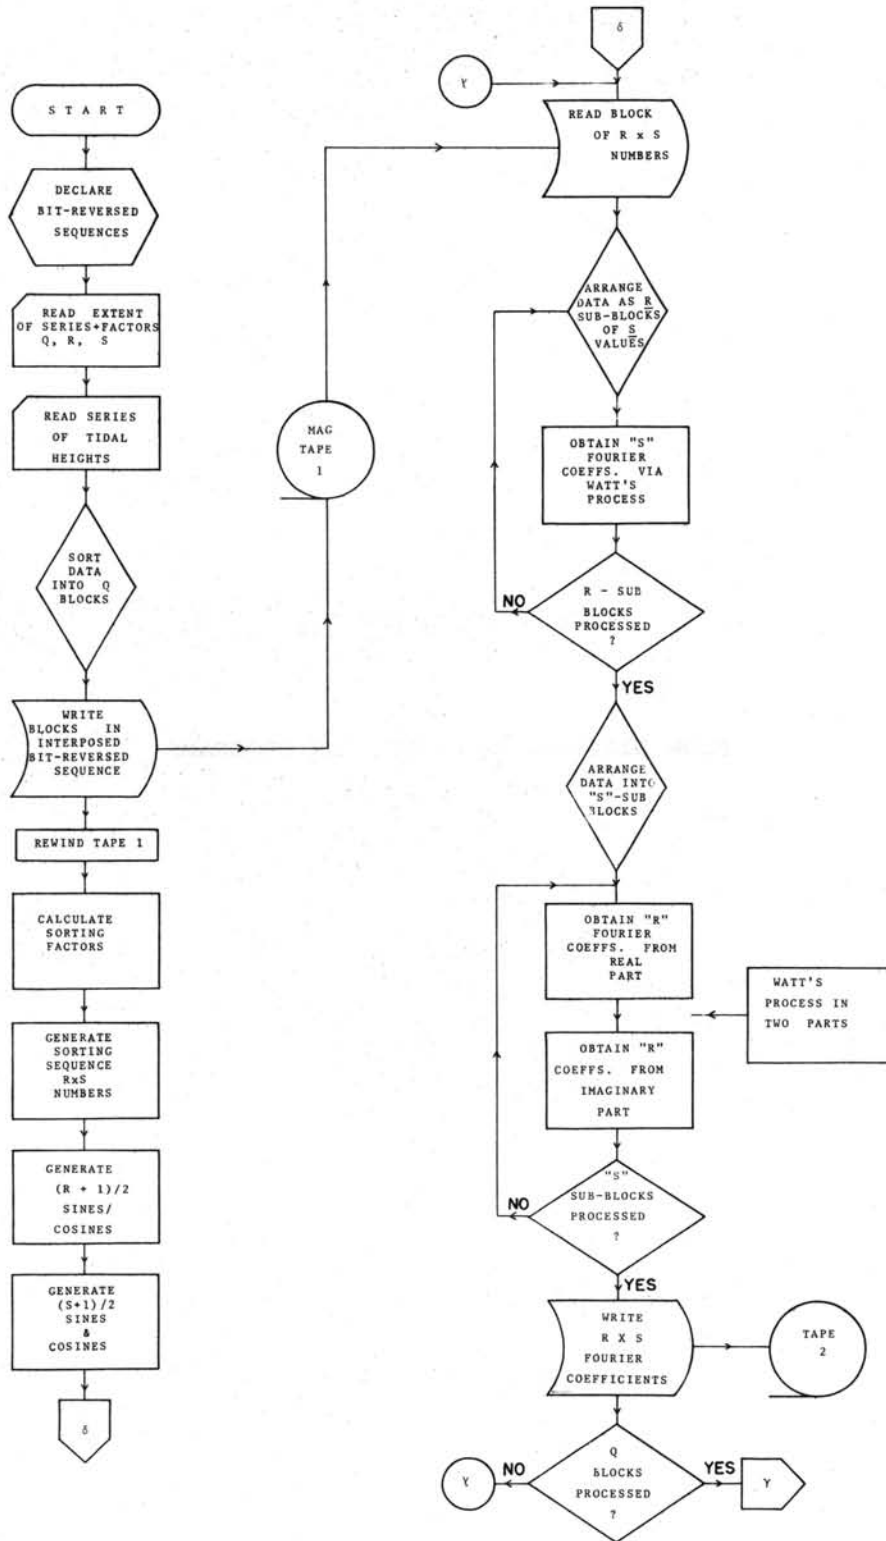 START
DECLARE
BIT-REVERSED
SEQUENCES
READ EXTENT
OF SERIES+FACTORS
Q, R, S
READ SERIES
OF TIDAL
HEIGHTS
SORT
DATA
INTO Q
BLOCKS
WRITE
BLOCKS IN
INTERPOSED
BIT-REVERSED
SEQUENCE
REWIND TAPE 1
CALCULATE
SORTING
FACTORS
GENERATE
SORTING
SEQUENCE
RxS
NUMBERS
GENERATE
(R + 1)/2
SINES/
COSINES
GENERATE
(S+1)/2
SINES
&
COSINES
δ
MAG
TAPE
1
δ
γ
READ BLOCK
OF R x S
NUMBERS
ARRANGE
DATA AS R
SUB-BLOCKS
OF S
VALUES
OBTAIN "S"
FOURIER
COEFFS. VIA
WATT'S
PROCESS
R - SUB
BLOCKS
PROCESSED
?
NO
YES
ARRANGE
DATA INTO
"S"-SUB
BLOCKS
OBTAIN "R"
FOURIER
COEFFS. FROM
REAL
PART
WATT'S
PROCESS IN
TWO PARTS
OBTAIN "R"
COEFFS. FROM
IMAGINARY
PART
"S"
SUB-BLOCKS
PROCESSED
?
NO
YES
WRITE
R X S
FOURIER
COEFFICIENTS
TAPE
2
Q
BLOCKS
PROCESSED
?
NO
YES
γ
γ